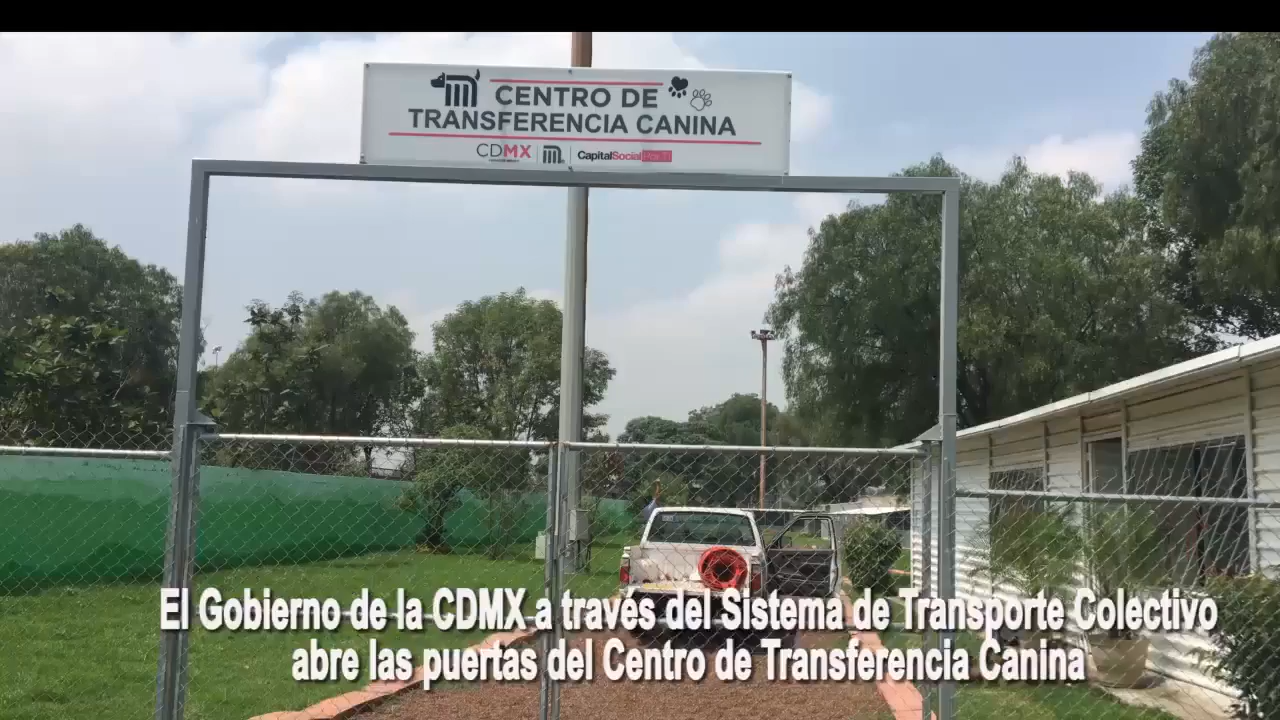 CENTRO DE
TRANSFERENCIA CANINA
CDMX
CapitalSocial
El Gobierno de la CDMX a través del Sistema de Transporte Colectivo
abre las puertas del Centro de Transferencia Canina